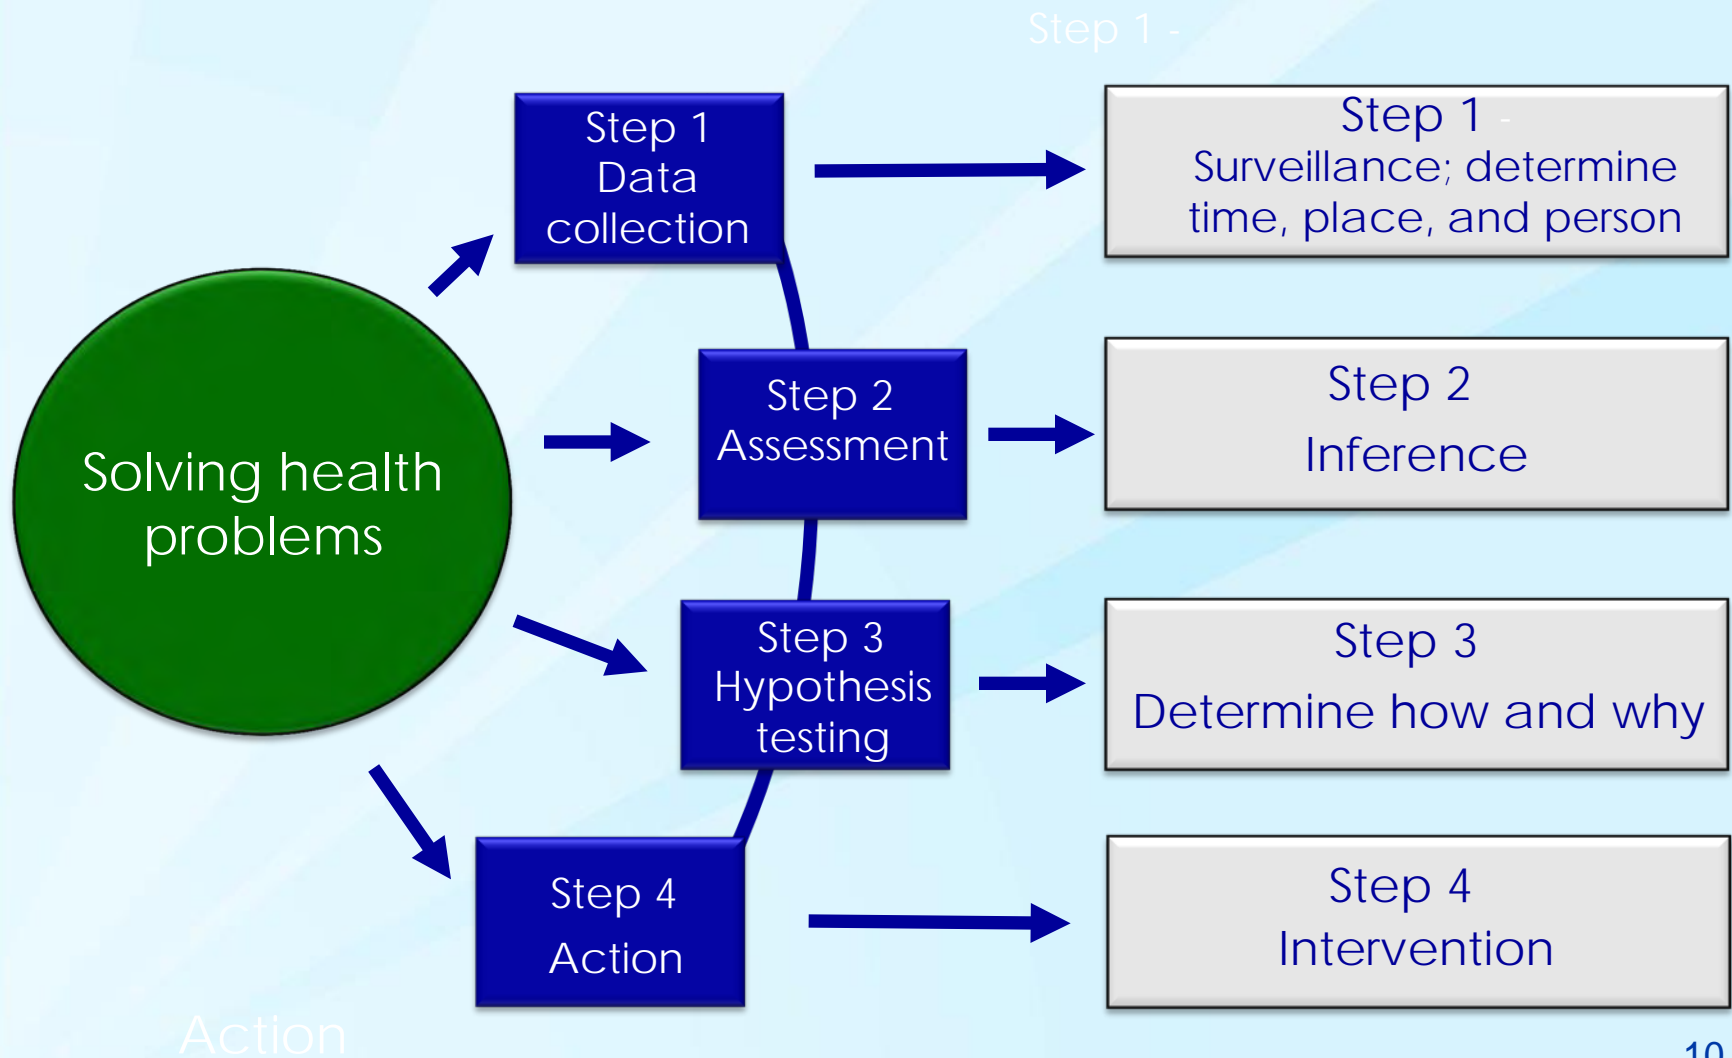 Step 1 -
Step 1
Data
collection
Step 1 -
Surveillance; determine
time, place, and person
Solving health
problems
Step 2
Assessment
Step 2
Inference
Step 3
Hypothesis
testing
Step 3
Determine how and why
Step 4
Action
Step 4
Intervention
Action
10